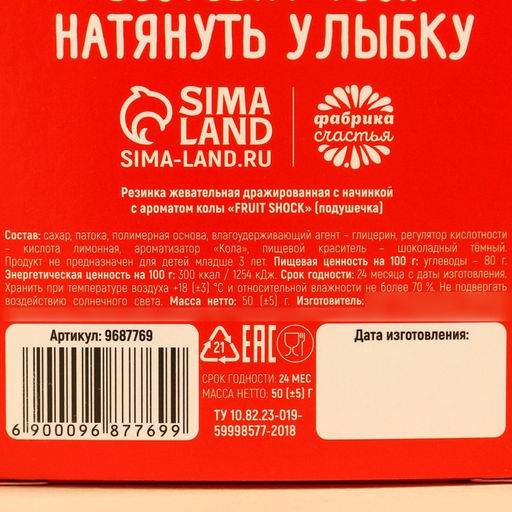 НАТЯНУТЬ УЛЫБКУ
SIMA
LAND
SIMA-LAND.RU
фабрика
счастья
Резинка жевательная дражированная с начинкой
с ароматом колы «FRUIT SHOCK» (подушечка)
Состав: сахар, патока, полимерная основа, влагоудерживающий агент – глицерин, регулятор кислотности
– кислота лимонная, ароматизатор «Кола», пищевой краситель – шоколадный тёмный.
Продукт не предназначен для детей младше 3 лет. Пищевая ценность на 100 г: углеводы – 80 г.
Энергетическая ценность на 100 г: 300 ккал / 1254 кДж. Срок годности: 24 месяца с даты изготовления.
Хранить при температуре воздуха +18 (±3) °С и относительной влажности не более 70 %. Не подвергать
воздействию солнечного света. Масса нетто: 50 (±5) г. Изготовитель:
Артикул: 9687769
6 900096 877699
21
EAC
СРОК ГОДНОСТИ: 24 МЕС
МАССА НЕТТО: 50 (±5) Г
ТУ 10.82.23-019-
59998577-2018
Дата изготовления: